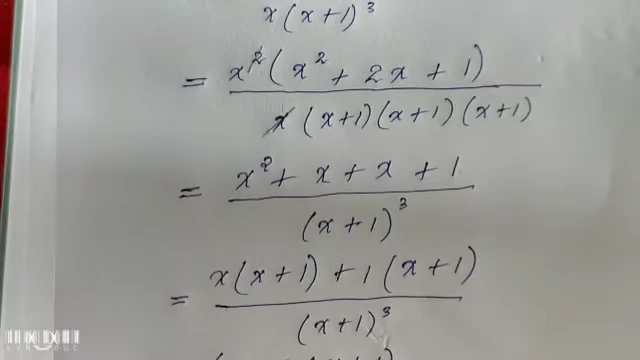 x(x+1)³
= x²(x² + 2x + 1) / x(x+1)(x+1)(x+1)
= x² + x + x + 1 / (x+1)³
= x(x+1) + 1(x+1) / (x+1)³